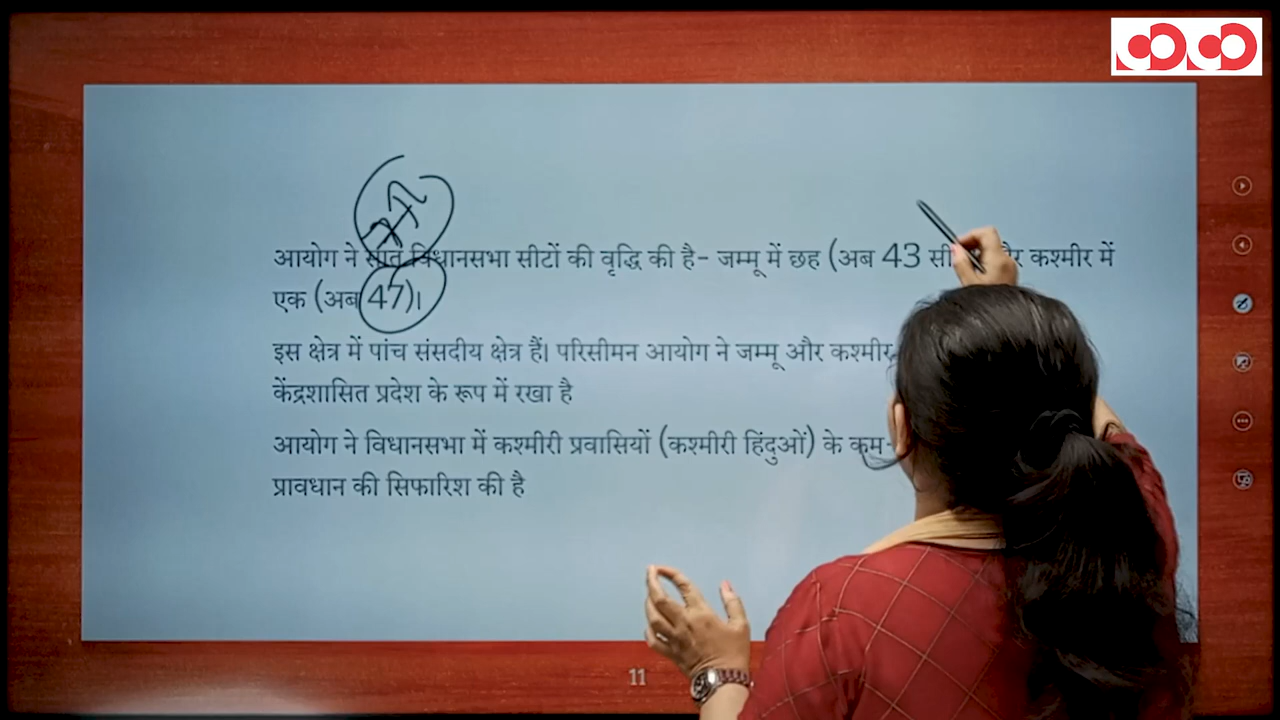 आयोग ने सात विधानसभा सीटों की वृद्धि की है- जम्मू में छह (अब 43 कश्मीर में
एक (अब 47)।
इस क्षेत्र में पांच संसदीय क्षेत्र हैं। परिसीमन आयोग ने जम्मू और कश्मीर
केंद्रशासित प्रदेश के रूप में रखा है
आयोग ने विधानसभा में कश्मीरी प्रवासियों (कश्मीरी हिंदुओं) के कम-
प्रावधान की सिफारिश की है
11